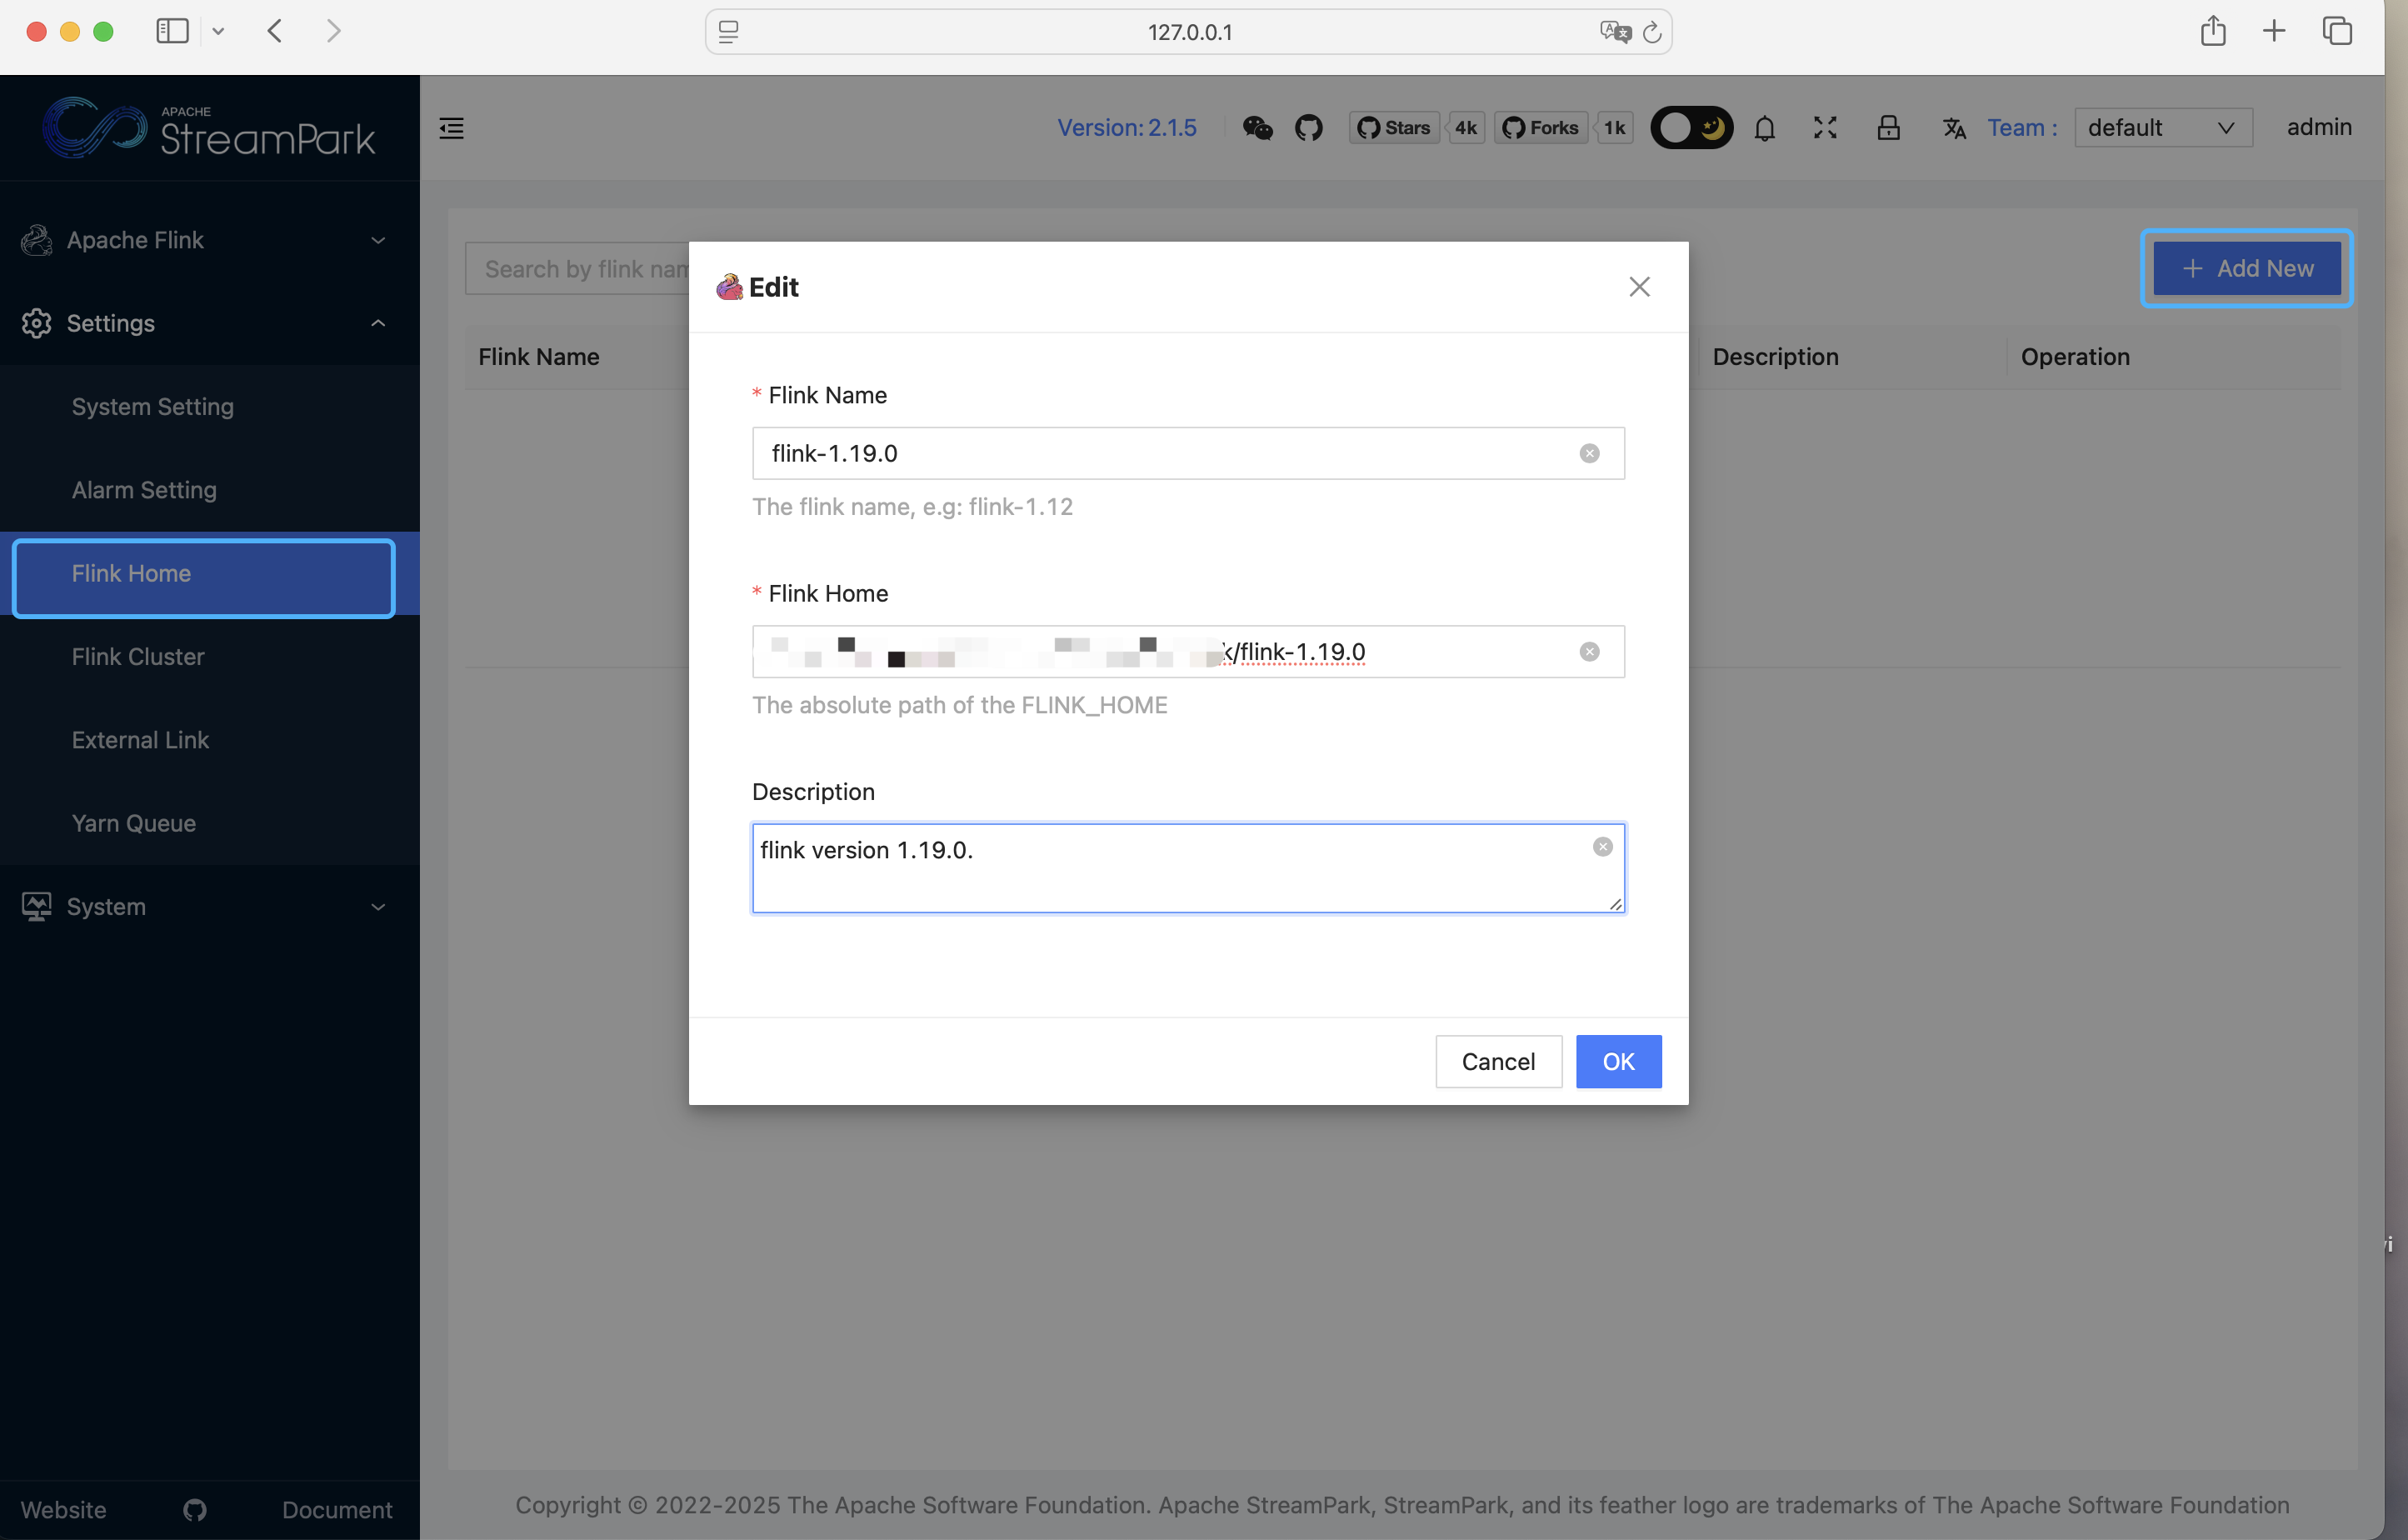 127.0.0.1
APACHE
StreamPark
Version: 2.1.5
Stars
4k
Forks
1k
Team :
default
admin
Apache Flink
Settings
System Setting
Alarm Setting
Flink Home
Flink Cluster
External Link
Yarn Queue
System
Website
Document
Search by flink nam
Add New
Flink Name
Description
Operation
Edit
* Flink Name
flink-1.19.0
The flink name, e.g: flink-1.12
* Flink Home
k/flink-1.19.0
The absolute path of the FLINK_HOME
Description
flink version 1.19.0.
Cancel
OK
Copyright © 2022-2025 The Apache Software Foundation. Apache StreamPark, StreamPark, and its feather logo are trademarks of The Apache Software Foundation